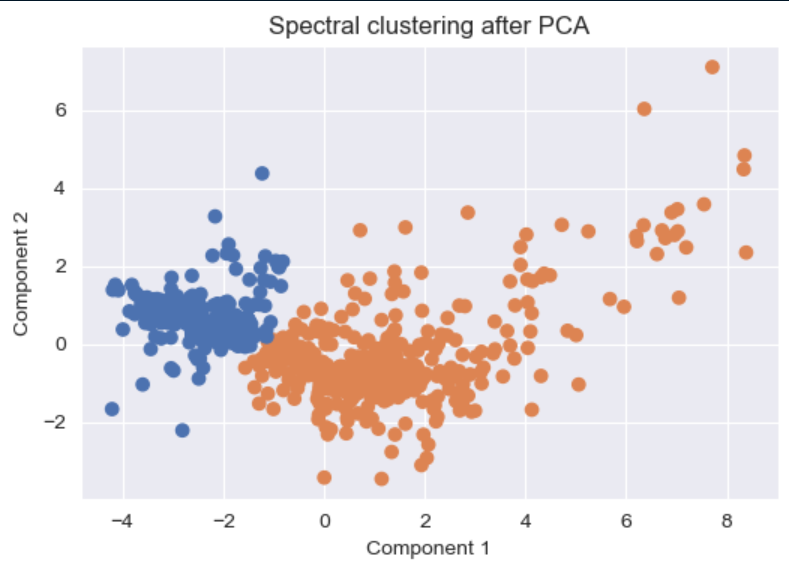 Spectral clustering after PCA
Component 2
6
4
2
0
−2
−4 −2 0 2 4 6 8
Component 1